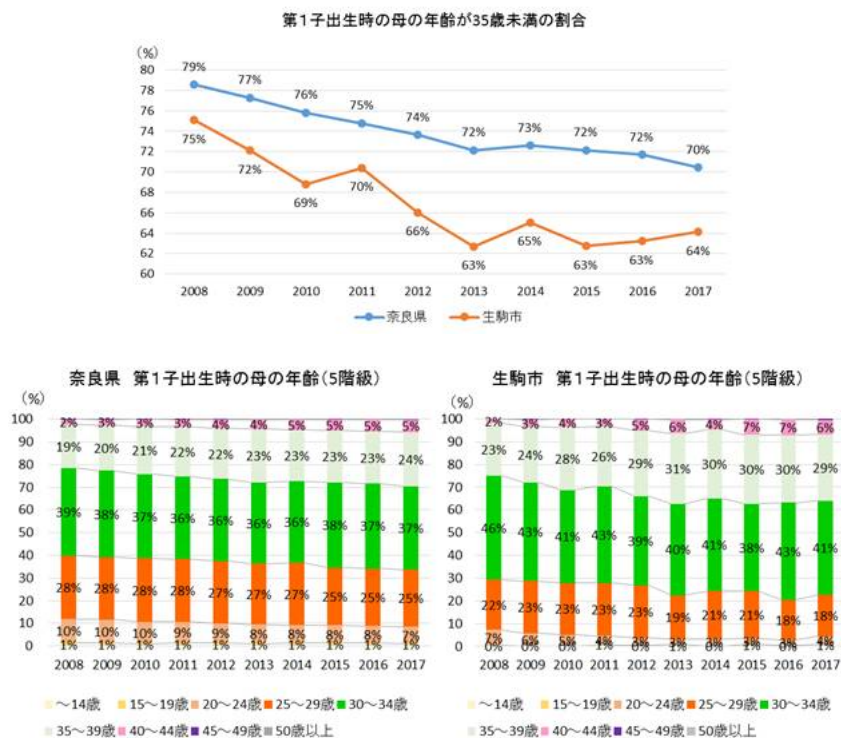 第1子出生時の母の年齢が35歳未満の割合
(%)
80
78
76
74
72
70
68
66
64
62
60
79% 77% 76% 75% 74% 72% 73% 72% 72% 70%
75% 72% 69% 70% 66% 63% 65% 63% 63% 64%
2008 2009 2010 2011 2012 2013 2014 2015 2016 2017
奈良県 生駒市
奈良県 第1子出生時の母の年齢(5階級)
(%)
100
90
80
70
60
50
40
30
20
10
0
2% 3% 3% 3% 4% 4% 5% 5% 5% 5%
19% 20% 21% 22% 22% 23% 23% 23% 23% 24%
39% 38% 37% 36% 36% 36% 36% 38% 37% 37%
28% 28% 28% 28% 27% 27% 27% 25% 25% 25%
10% 10% 10% 9% 9% 8% 8% 8% 8% 7%
1% 1% 1% 1% 1% 1% 1% 1% 1% 1%
2008 2009 2010 2011 2012 2013 2014 2015 2016 2017
~14歳 15~19歳 20~24歳 25~29歳 30~34歳
35~39歳 40~44歳 45~49歳 50歳以上
生駒市 第1子出生時の母の年齢(5階級)
(%)
100
90
80
70
60
50
40
30
20
10
0
2% 3% 4% 3% 5% 6% 4% 7% 7% 6%
23% 24% 28% 26% 29% 31% 30% 30% 30% 29%
46% 43% 41% 43% 39% 40% 41% 38% 43% 41%
22% 23% 23% 23% 23% 19% 21% 21% 18% 18%
7% 6% 5% 4% 3% 3% 3% 3% 3% 4%
0% 0% 0% 1% 0% 1% 0% 1% 0% 1%
2008 2009 2010 2011 2012 2013 2014 2015 2016 2017
~14歳 15~19歳 20~24歳 25~29歳 30~34歳
35~39歳 40~44歳 45~49歳 50歳以上